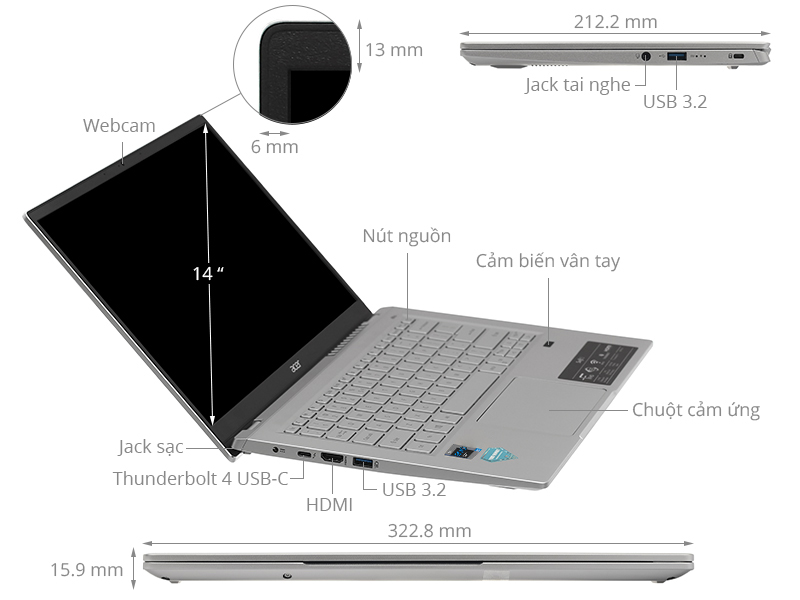 212.2 mm
13 mm
Jack tai nghe
USB 3.2
Webcam
6 mm
Nút nguồn
Cảm biến vân tay
14 “
acer
Chuột cảm ứng
Jack sạc
Thunderbolt 4 USB-C
USB 3.2
HDMI
322.8 mm
15.9 mm